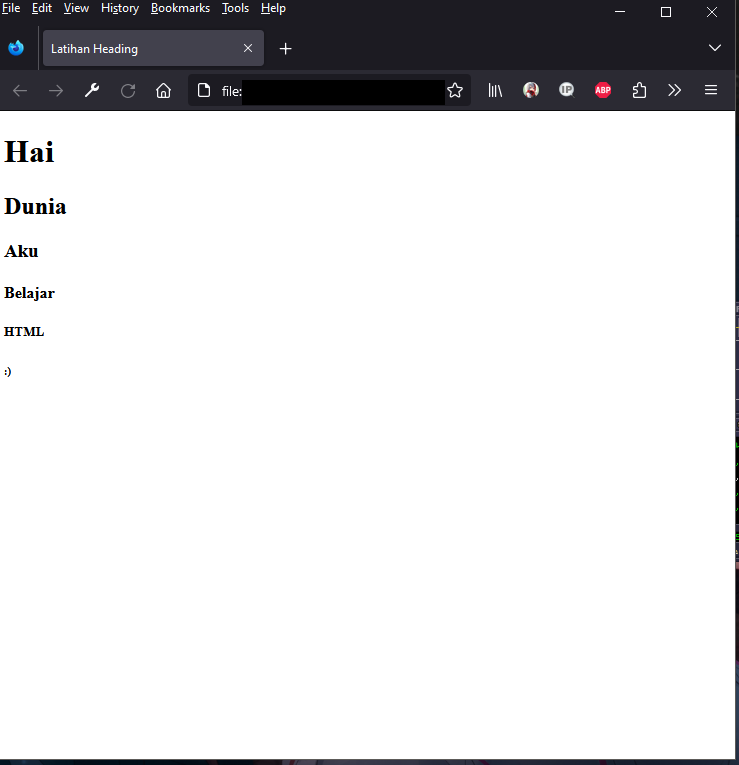 File Edit View History Bookmarks Tools Help
Latihan Heading
file:
IP
ABP
Hai
Dunia
Aku
Belajar
HTML
:)